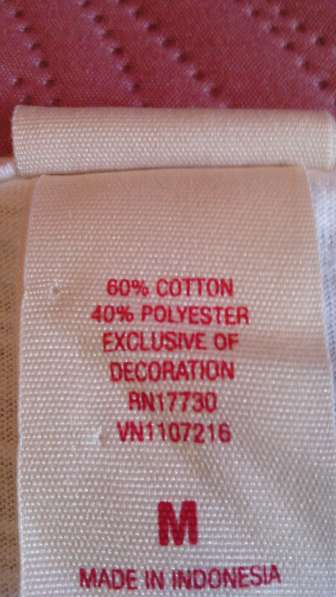 60% COTTON
40% POLYESTER
EXCLUSIVE OF
DECORATION
RN17730
VN1107216
M
MADE IN INDONESIA